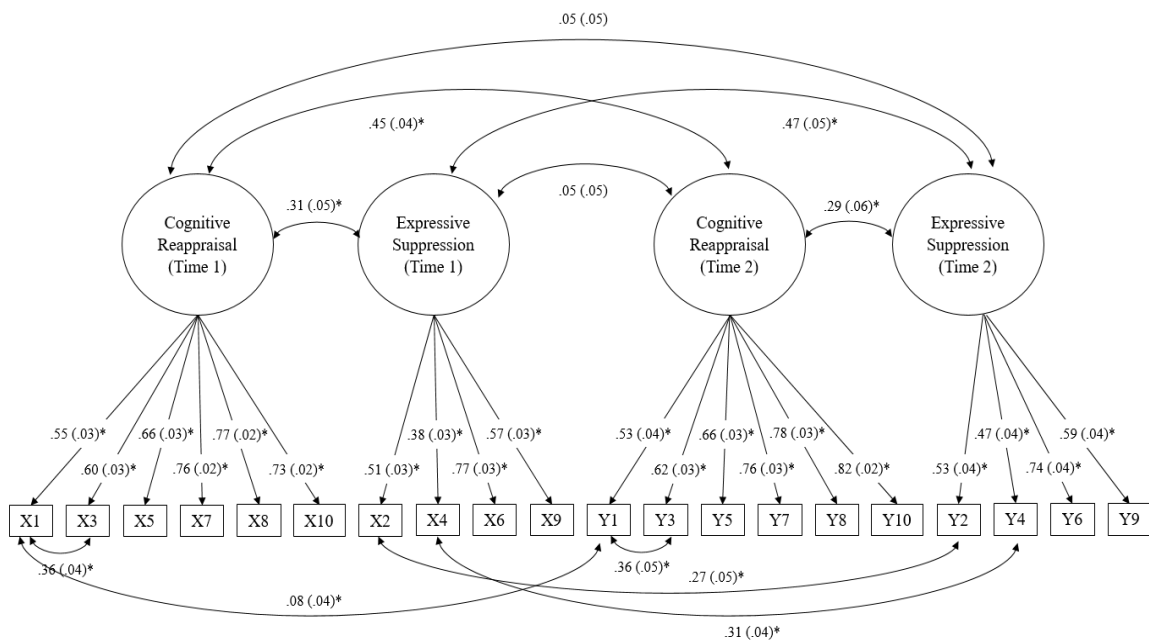 .05 (.05)
.45 (.04)*
.47 (.05)*
.05 (.05)
.31 (.05)*
.29 (.06)*
Cognitive
Reappraisal
(Time 1)
Expressive
Suppression
(Time 1)
Cognitive
Reappraisal
(Time 2)
Expressive
Suppression
(Time 2)
.55 (.03)*
.66 (.03)*
.77 (.02)*
.38 (.03)*
.57 (.03)*
.53 (.04)*
.66 (.03)*
.78 (.03)*
.47 (.04)*
.59 (.04)*
.60 (.03)*
.76 (.02)*
.73 (.02)*
.51 (.03)*
.77 (.03)*
.62 (.03)*
.76 (.03)*
.82 (.02)*
.53 (.04)*
.74 (.04)*
X1
X3
X5
X7
X8
X10
X2
X4
X6
X9
Y1
Y3
Y5
Y7
Y8
Y10
Y2
Y4
Y6
Y9
.36 (.04)*
.36 (.05)*
.27 (.05)*
.08 (.04)*
.31 (.04)*